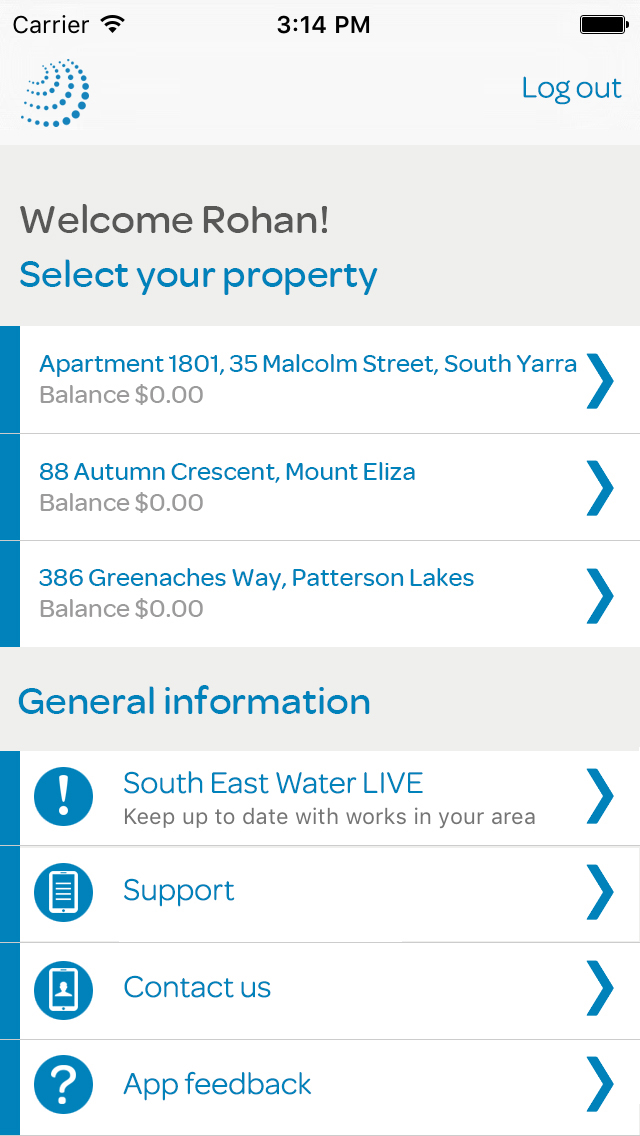 Carrier 3:14 PM
Log out
Welcome Rohan!
Select your property
Apartment 1801, 35 Malcolm Street, South Yarra
Balance $0.00
88 Autumn Crescent, Mount Eliza
Balance $0.00
386 Greenaches Way, Patterson Lakes
Balance $0.00
General information
South East Water LIVE
Keep up to date with works in your area
Support
Contact us
App feedback